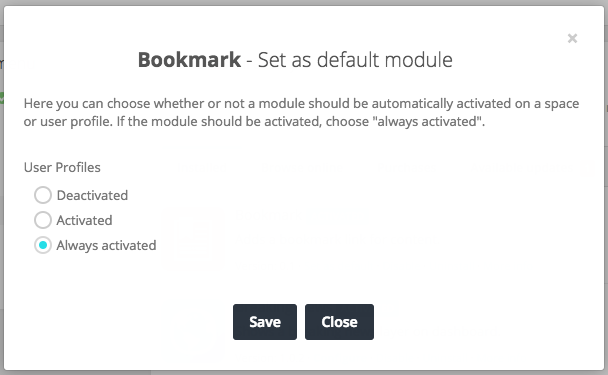 Bookmark - Set as default module
Here you can choose whether or not a module should be automatically activated on a space
or user profile. If the module should be activated, choose "always activated".
User Profiles
Deactivated
Activated
Always activated
Save Close